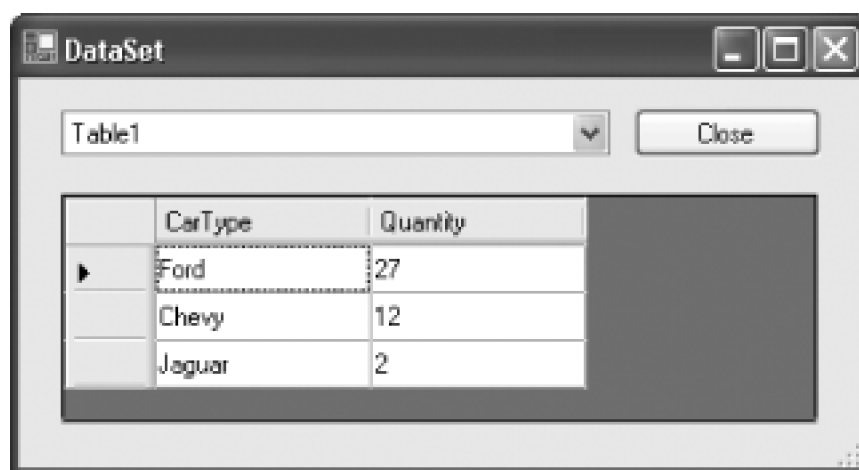 DataSet
Table1 Close
CarType Quantity
Ford 27
Chevy 12
Jaguar 2